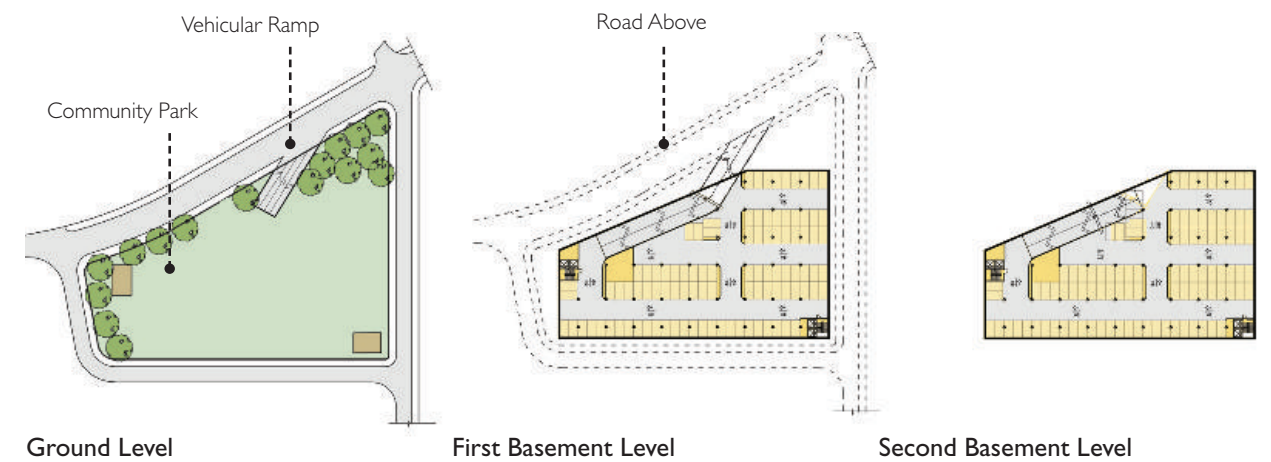 Vehicular Ramp
Road Above
Community Park
Ground Level
First Basement Level
Second Basement Level